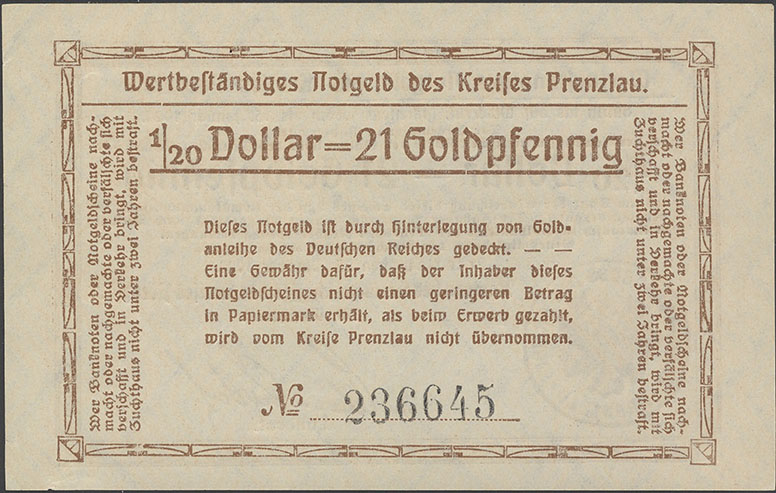 Wertbeständiges Notgeld des Kreises Prenzlau.
1/20 Dollar=21 Goldpfennig
Dieses Notgeld ist durch Hinterlegung von Gold-
anleihe des Deutschen Reiches gedeckt. — —
Eine Gewähr dafür, daß der Inhaber dieses
Notgeldscheines nicht einen geringeren Betrag
in Papiermark erhält, als beim Erwerb gezahlt,
wird vom Kreise Prenzlau nicht übernommen.
№ 236645
Wer Banknoten oder Notgeldscheine nach-
macht oder nachgemachte oder verfälschte sich
verschafft und in Verkehr bringt, wird mit
Zuchthaus nicht unter zwei Jahren bestraft.
Wer Banknoten oder Notgeldscheine nach-
macht oder nachgemachte oder verfälschte sich
verschafft und in Verkehr bringt, wird mit
Zuchthaus nicht unter zwei Jahren bestraft.